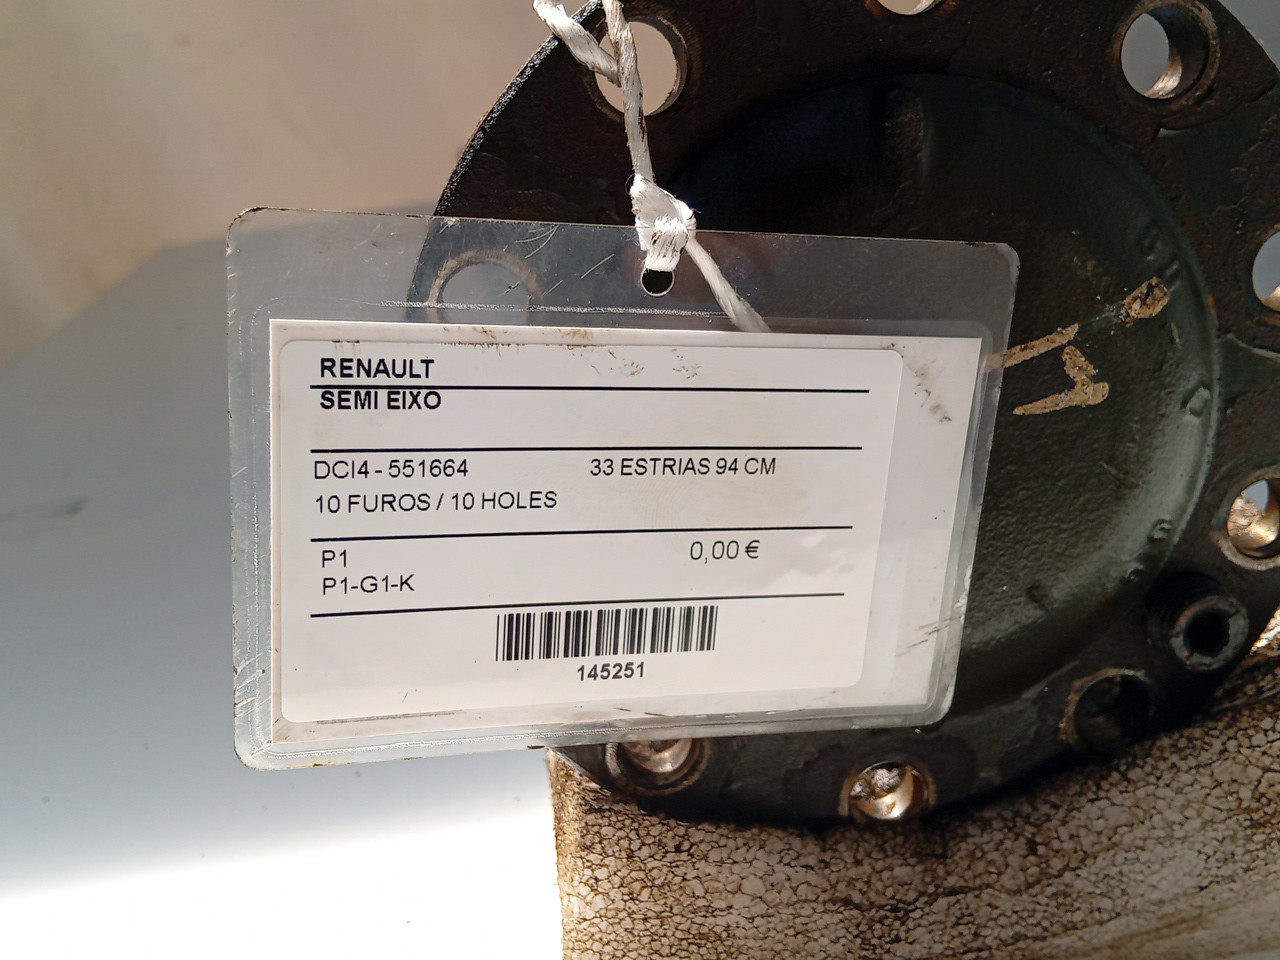 RENAULT
SEMI EIXO
DCI4 - 551664 33 ESTRIAS 94 CM
10 FUROS / 10 HOLES
P1 0,00 €
P1-G1-K
145251